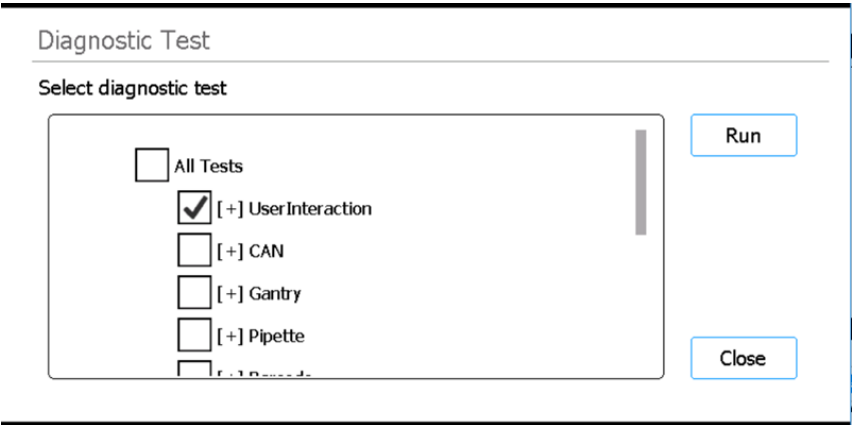 Diagnostic Test
Select diagnostic test
Run
All Tests
[+] UserInteraction
[+] CAN
[+] Gantry
[+] Pipette
Close